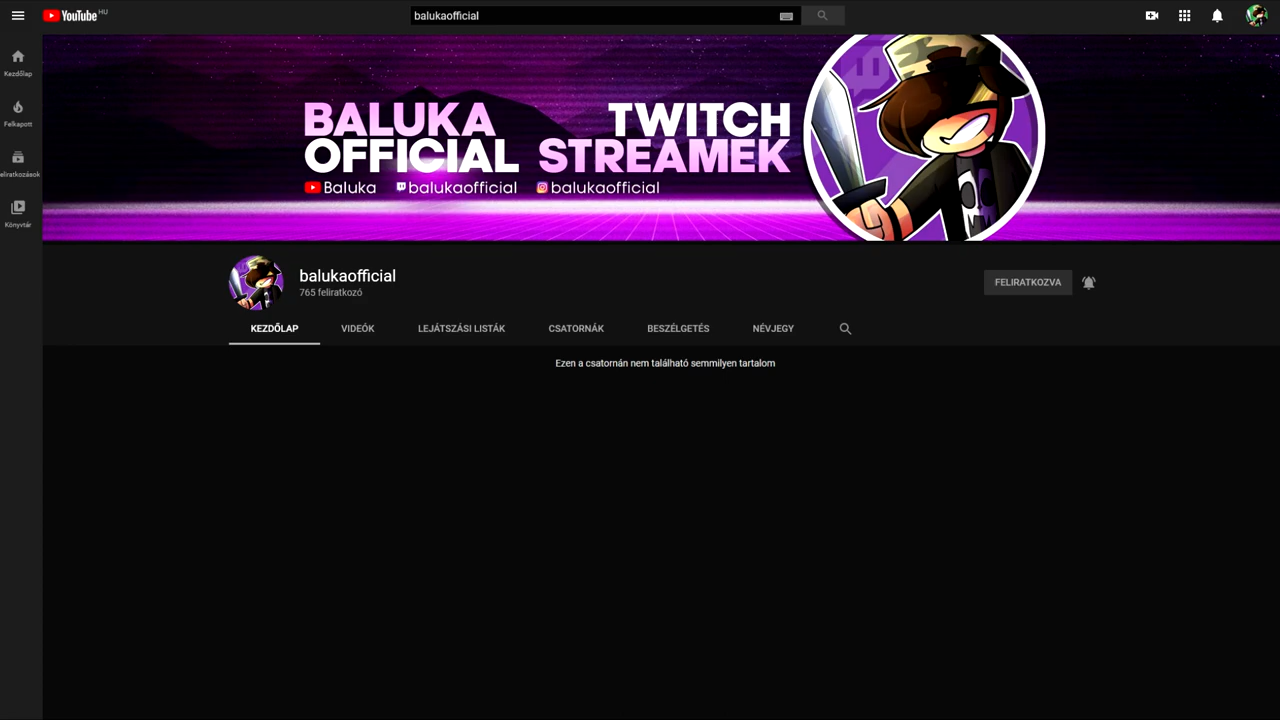 YouTube HU
balukaofficial
Kezdőlap
Felkapott
eliratkozások
Könyvtár
BALUKA
OFFICIAL
TWITCH
STREAMEK
Baluka balukaofficial balukaofficial
balukaofficial
765 feliratkozó
FELIRATKOZVA
KEZDŐLAP VIDEÓK LEJÁTSZÁSI LISTÁK CSATORNÁK BESZÉLGETÉS NÉVJEGY
Ezen a csatornán nem található semmilyen tartalom